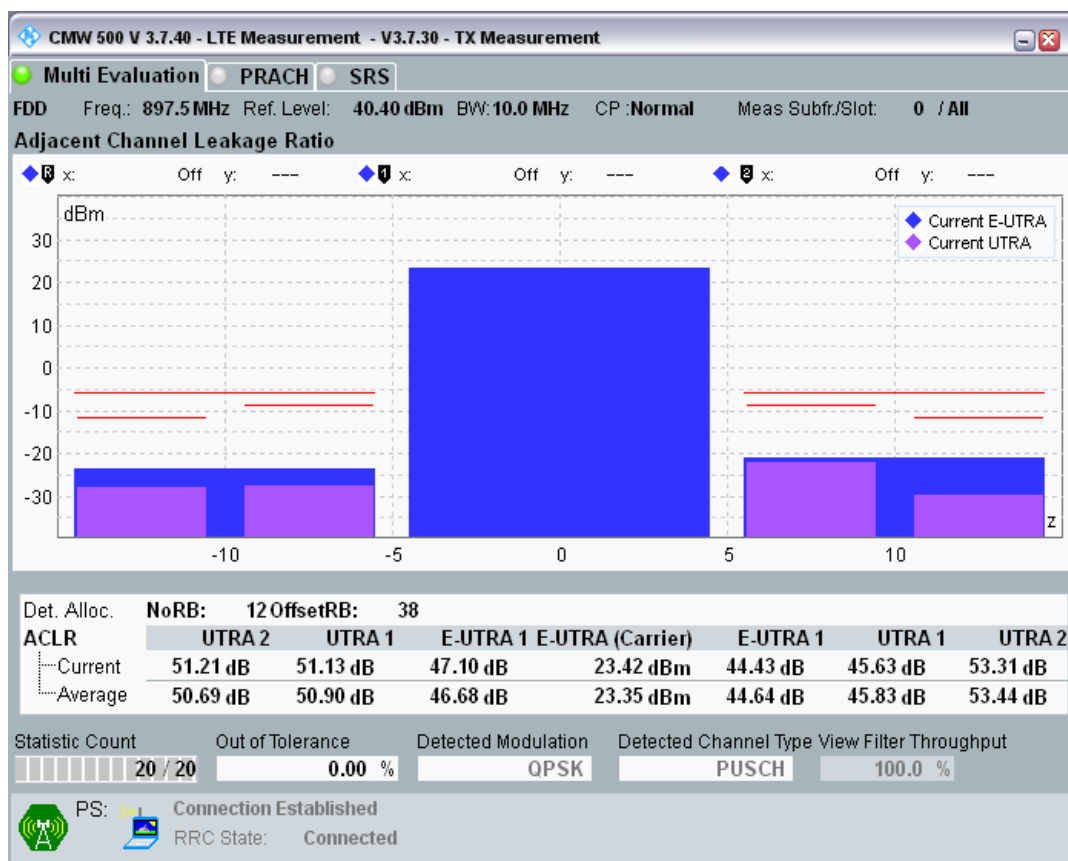 CMW 500 V 3.7.40 - LTE Measurement - V3.7.30 - TX Measurement
Multi Evaluation PRACH SRS
FDD Freq.: 897.5 MHz Ref. Level: 40.40 dBm BW: 10.0 MHz CP :Normal Meas Subfr./Slot: 0 / All
Adjacent Channel Leakage Ratio
R x: Off y: --- 1 x: Off y: --- 2 x: Off y: ---
dBm
Current E-UTRA
Current UTRA
30
20
10
0
-10
-20
-30
z
-10 -5 0 5 10
Det. Alloc. NoRB: 12 OffsetRB: 38
ACLR UTRA 2 UTRA 1 E-UTRA 1 E-UTRA (Carrier) E-UTRA 1 UTRA 1 UTRA 2
Current 51.21 dB 51.13 dB 47.10 dB 23.42 dBm 44.43 dB 45.63 dB 53.31 dB
Average 50.69 dB 50.90 dB 46.68 dB 23.35 dBm 44.64 dB 45.83 dB 53.44 dB
Statistic Count Out of Tolerance Detected Modulation Detected Channel Type View Filter Throughput
20 / 20 0.00 % QPSK PUSCH 100.0 %
PS: Connection Established
RRC State: Connected